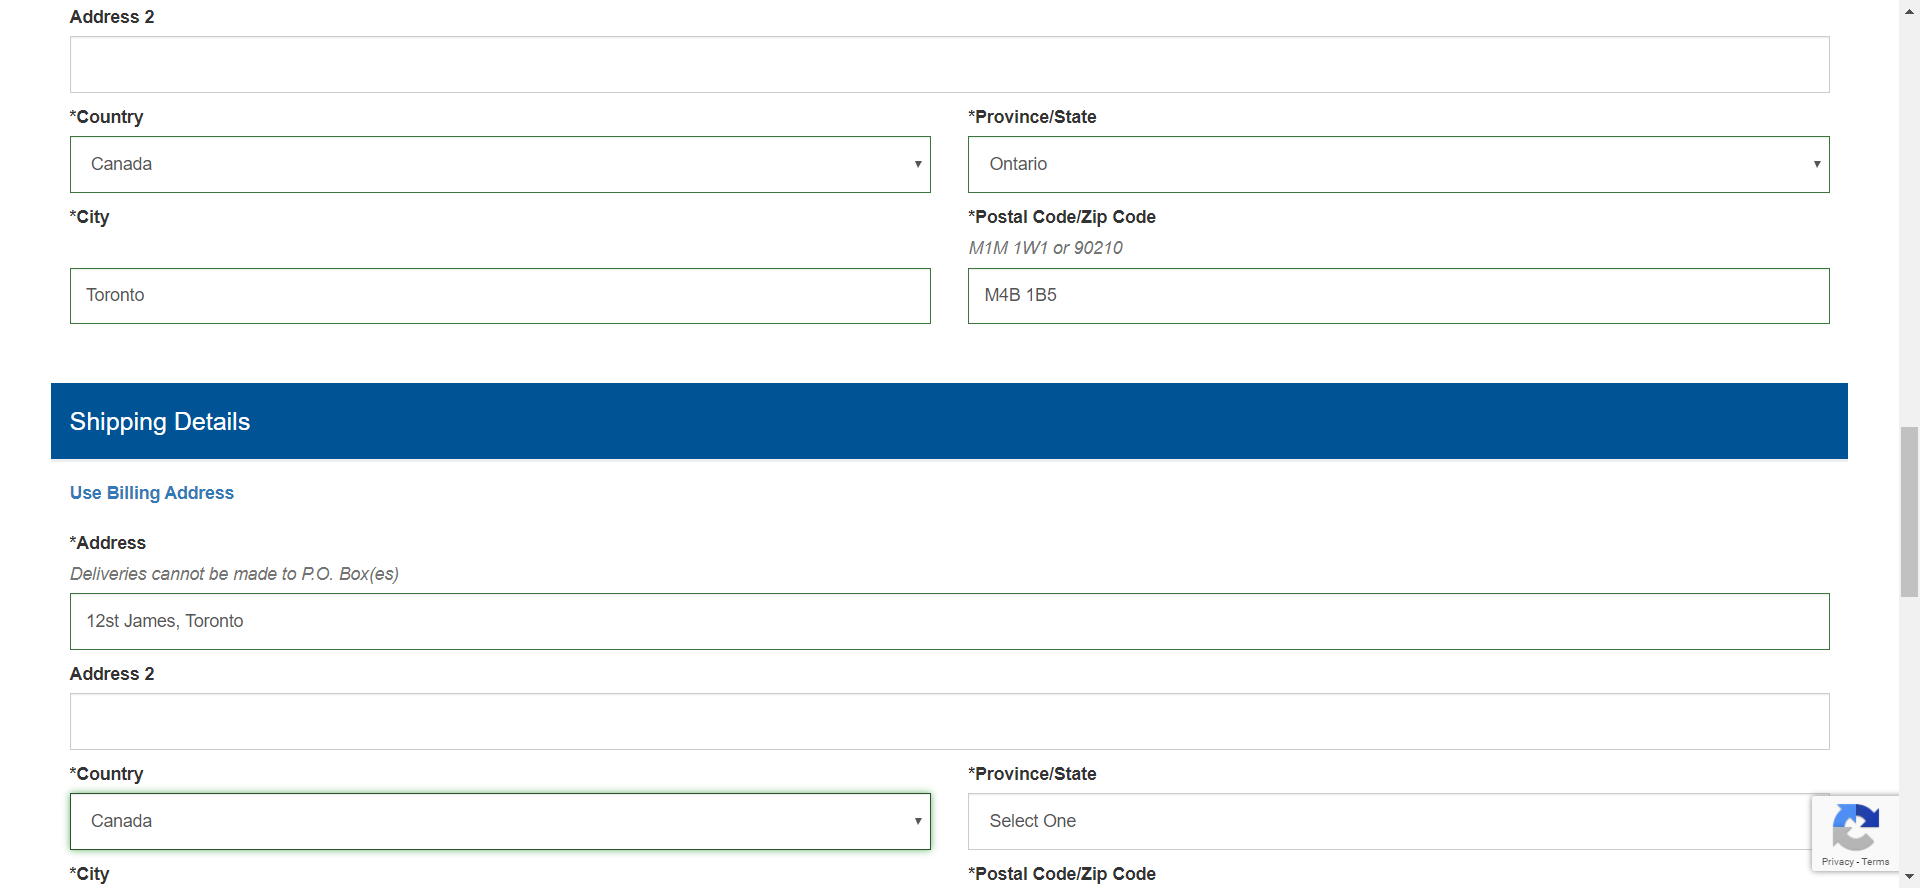 Address 2
*Country
*Province/State
Canada
Ontario
*City
*Postal Code/Zip Code
M1M 1W1 or 90210
Toronto
M4B 1B5
Shipping Details
Use Billing Address
*Address
Deliveries cannot be made to P.O. Box(es)
12st James, Toronto
Address 2
*Country
*Province/State
Canada
Select One
Privacy - Terms
*City
*Postal Code/Zip Code